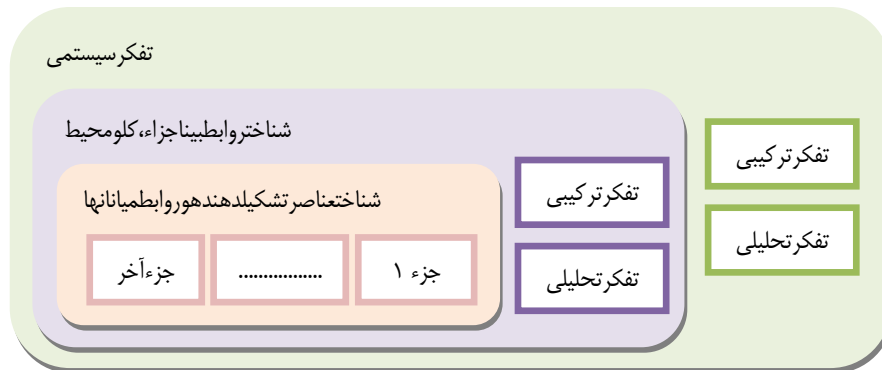 تفکرسیستمی
شناختروابطبیناجزاء،کلومحیط
شناختعناصرتشکیلدهندهوروابطمیانانها
جزء ۱
.................
جزءآخر
تفکرترکیبی
تفکرتحلیلی
تفکرترکیبی
تفکرتحلیلی